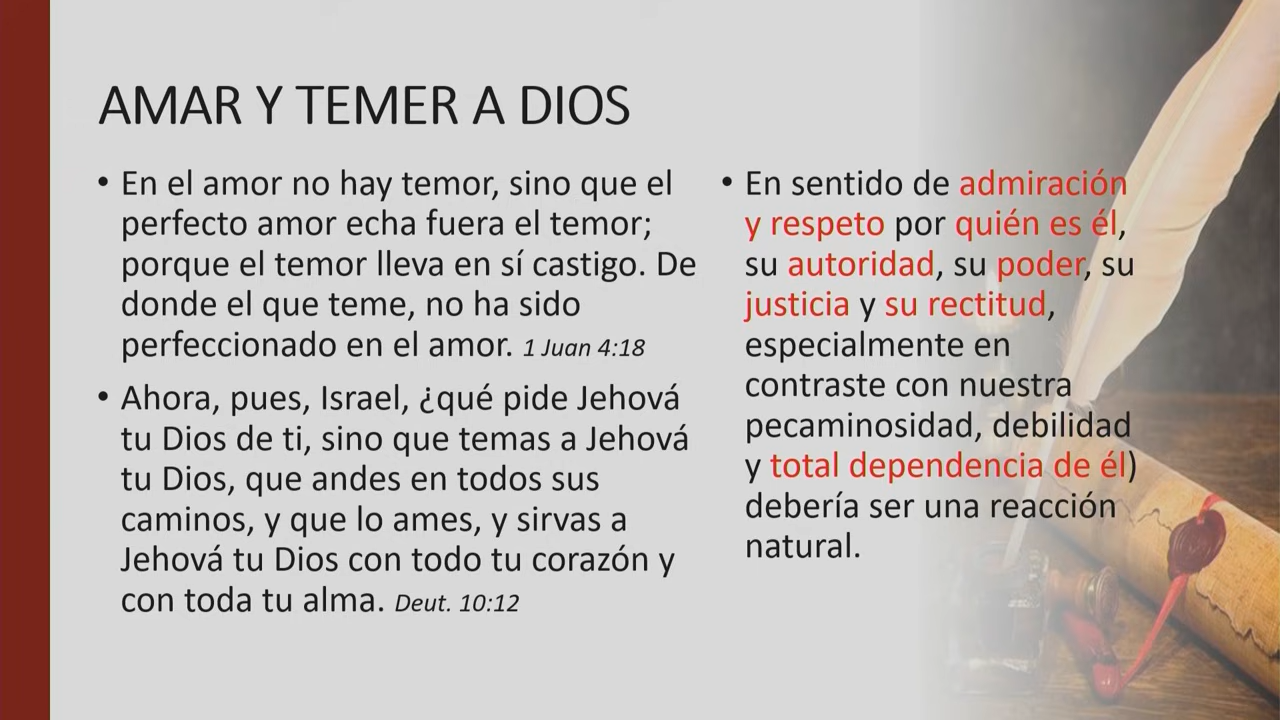 AMAR Y TEMER A DIOS
• En el amor no hay temor, sino que el
perfecto amor echa fuera el temor;
porque el temor lleva en sí castigo. De
donde el que teme, no ha sido
perfeccionado en el amor. 1 Juan 4:18
• Ahora, pues, Israel, ¿qué pide Jehová
tu Dios de ti, sino que temas a Jehová
tu Dios, que andes en todos sus
caminos, y que lo ames, y sirvas a
Jehová tu Dios con todo tu corazón y
con toda tu alma. Deut. 10:12
• En sentido de admiración
y respeto por quién es él,
su autoridad, su poder, su
justicia y su rectitud,
especialmente en
contraste con nuestra
pecaminosidad, debilidad
y total dependencia de él)
debería ser una reacción
natural.